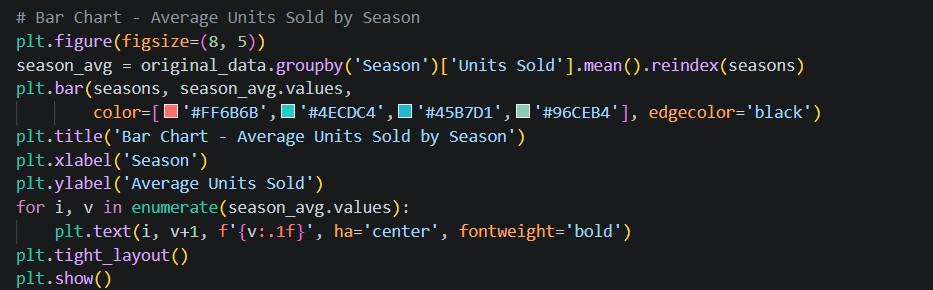 # Bar Chart - Average Units Sold by Season
plt.figure(figsize=(8, 5))
season_avg = original_data.groupby('Season')['Units Sold'].mean().reindex(seasons)
plt.bar(seasons, season_avg.values,
        color=['#FF6B6B','#4ECDC4','#45B7D1','#96CEB4'], edgecolor='black')
plt.title('Bar Chart - Average Units Sold by Season')
plt.xlabel('Season')
plt.ylabel('Average Units Sold')
for i, v in enumerate(season_avg.values):
    plt.text(i, v+1, f'{v:.1f}', ha='center', fontweight='bold')
plt.tight_layout()
plt.show()